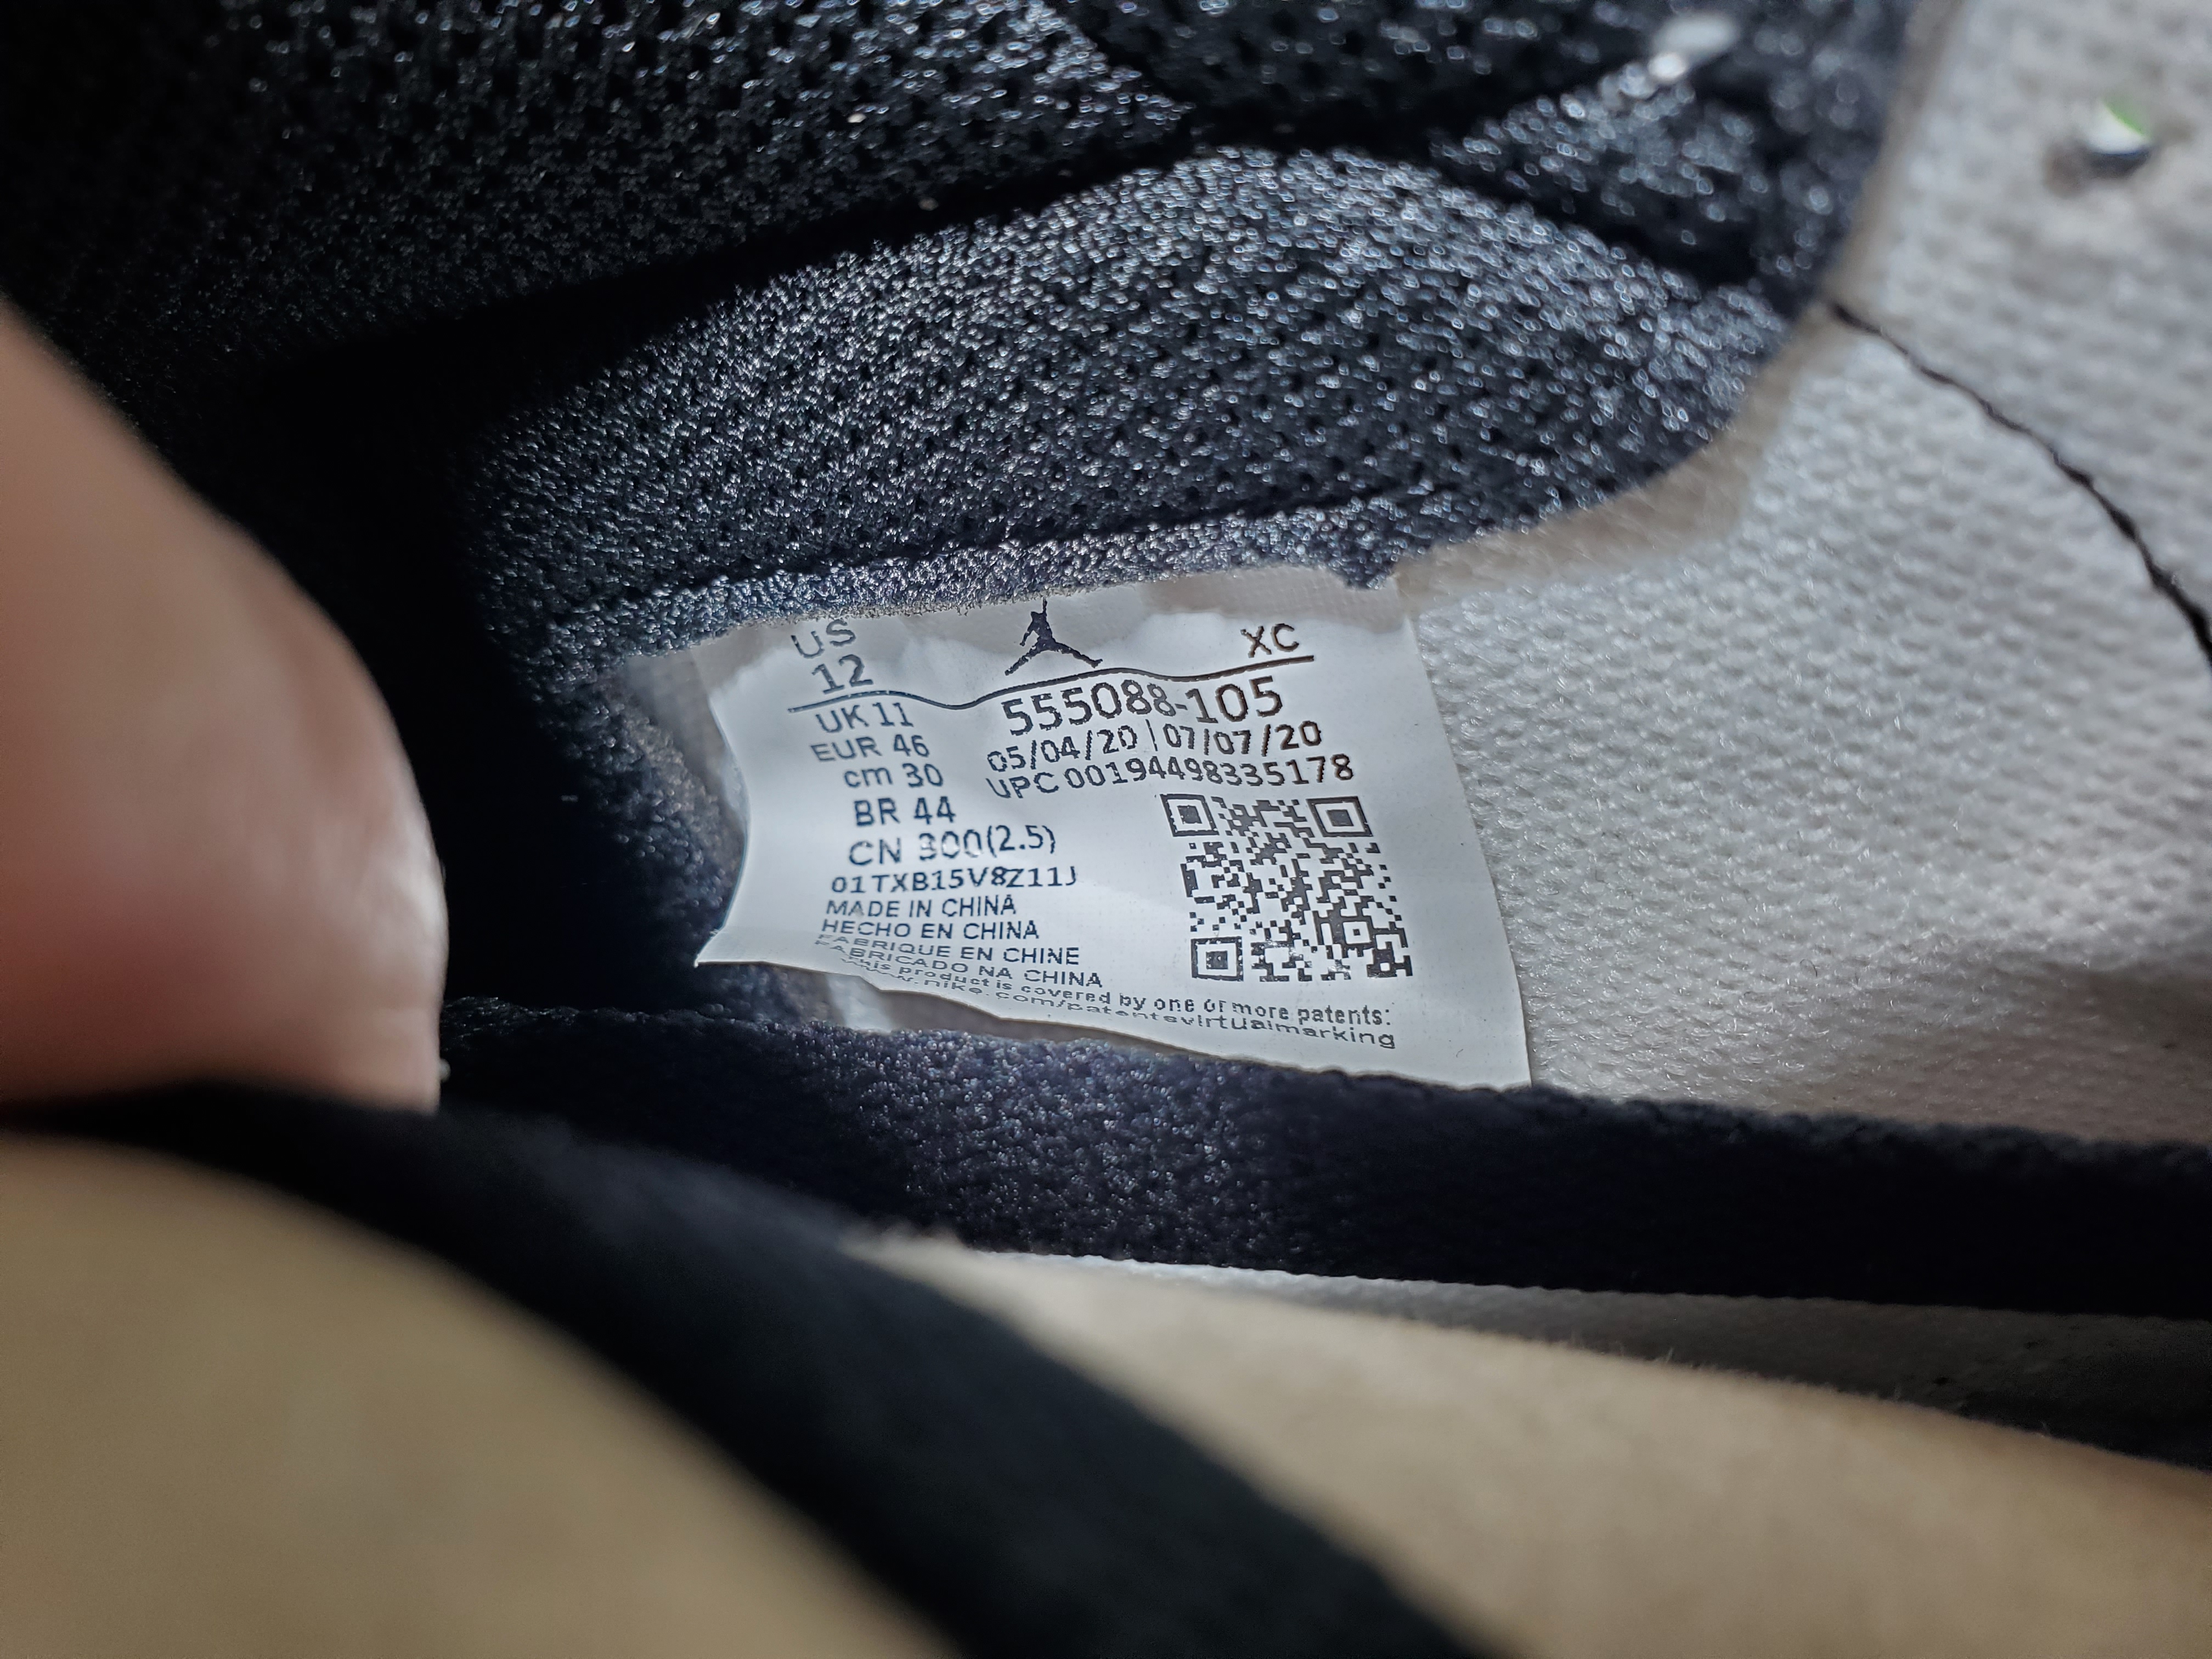 US
12
XC
UK 11
EUR 46
cm 30
BR 44
CN 300(2.5)
01TXB15V8Z11J
555088-105
05/04/20 | 07/07/20
UPC 00194498335178
MADE IN CHINA
HECHO EN CHINA
FABRIQUE EN CHINE
FABRICADO NA CHINA
This product is covered by one or more patents:
www.nike.com/patentsvirtualmarking